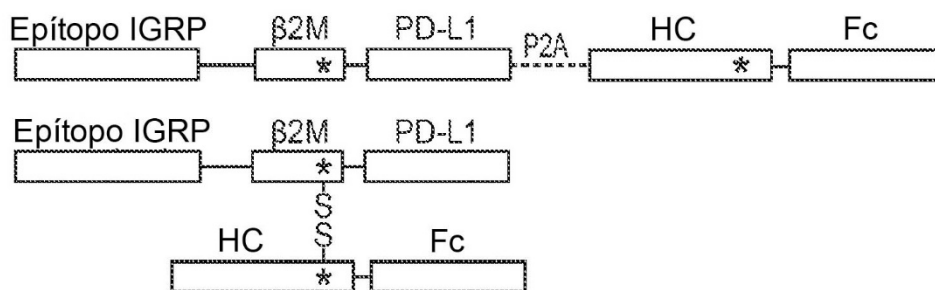 Epítopo IGRP β2M PD-L1 P2A HC Fc
* *
Epítopo IGRP β2M PD-L1
*
S
S
HC Fc
*